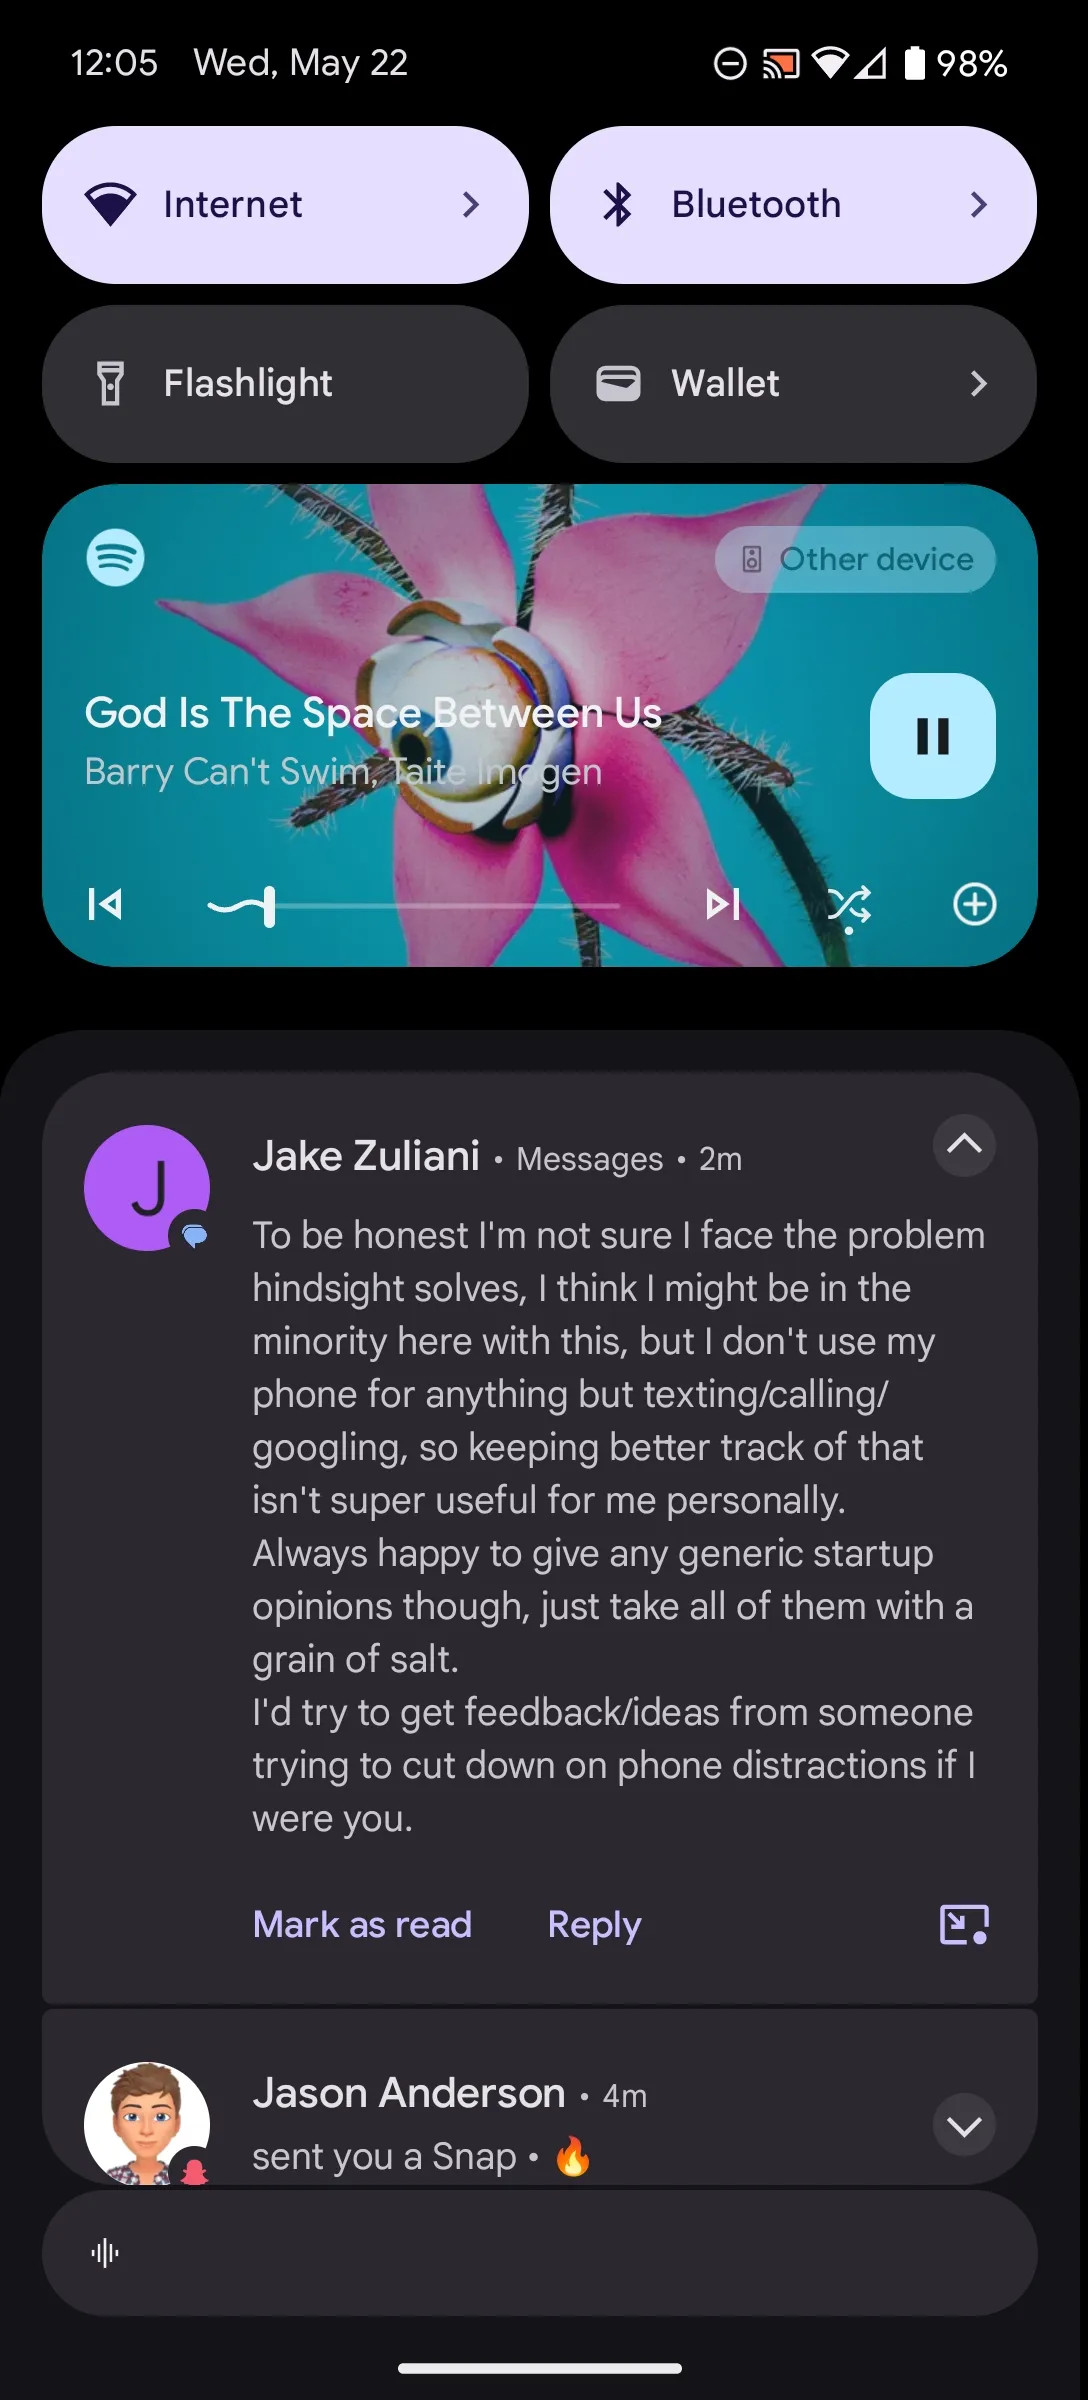 12:05 Wed, May 22 98%
Internet
Bluetooth
Flashlight
Wallet
Other device
God Is The Space Between Us
Barry Can't Swim, Taite Imogen
J
Jake Zuliani • Messages • 2m
To be honest I'm not sure I face the problem
hindsight solves, I think I might be in the
minority here with this, but I don't use my
phone for anything but texting/calling/
googling, so keeping better track of that
isn't super useful for me personally.
Always happy to give any generic startup
opinions though, just take all of them with a
grain of salt.
I'd try to get feedback/ideas from someone
trying to cut down on phone distractions if I
were you.
Mark as read Reply
Jason Anderson • 4m
sent you a Snap • 🔥